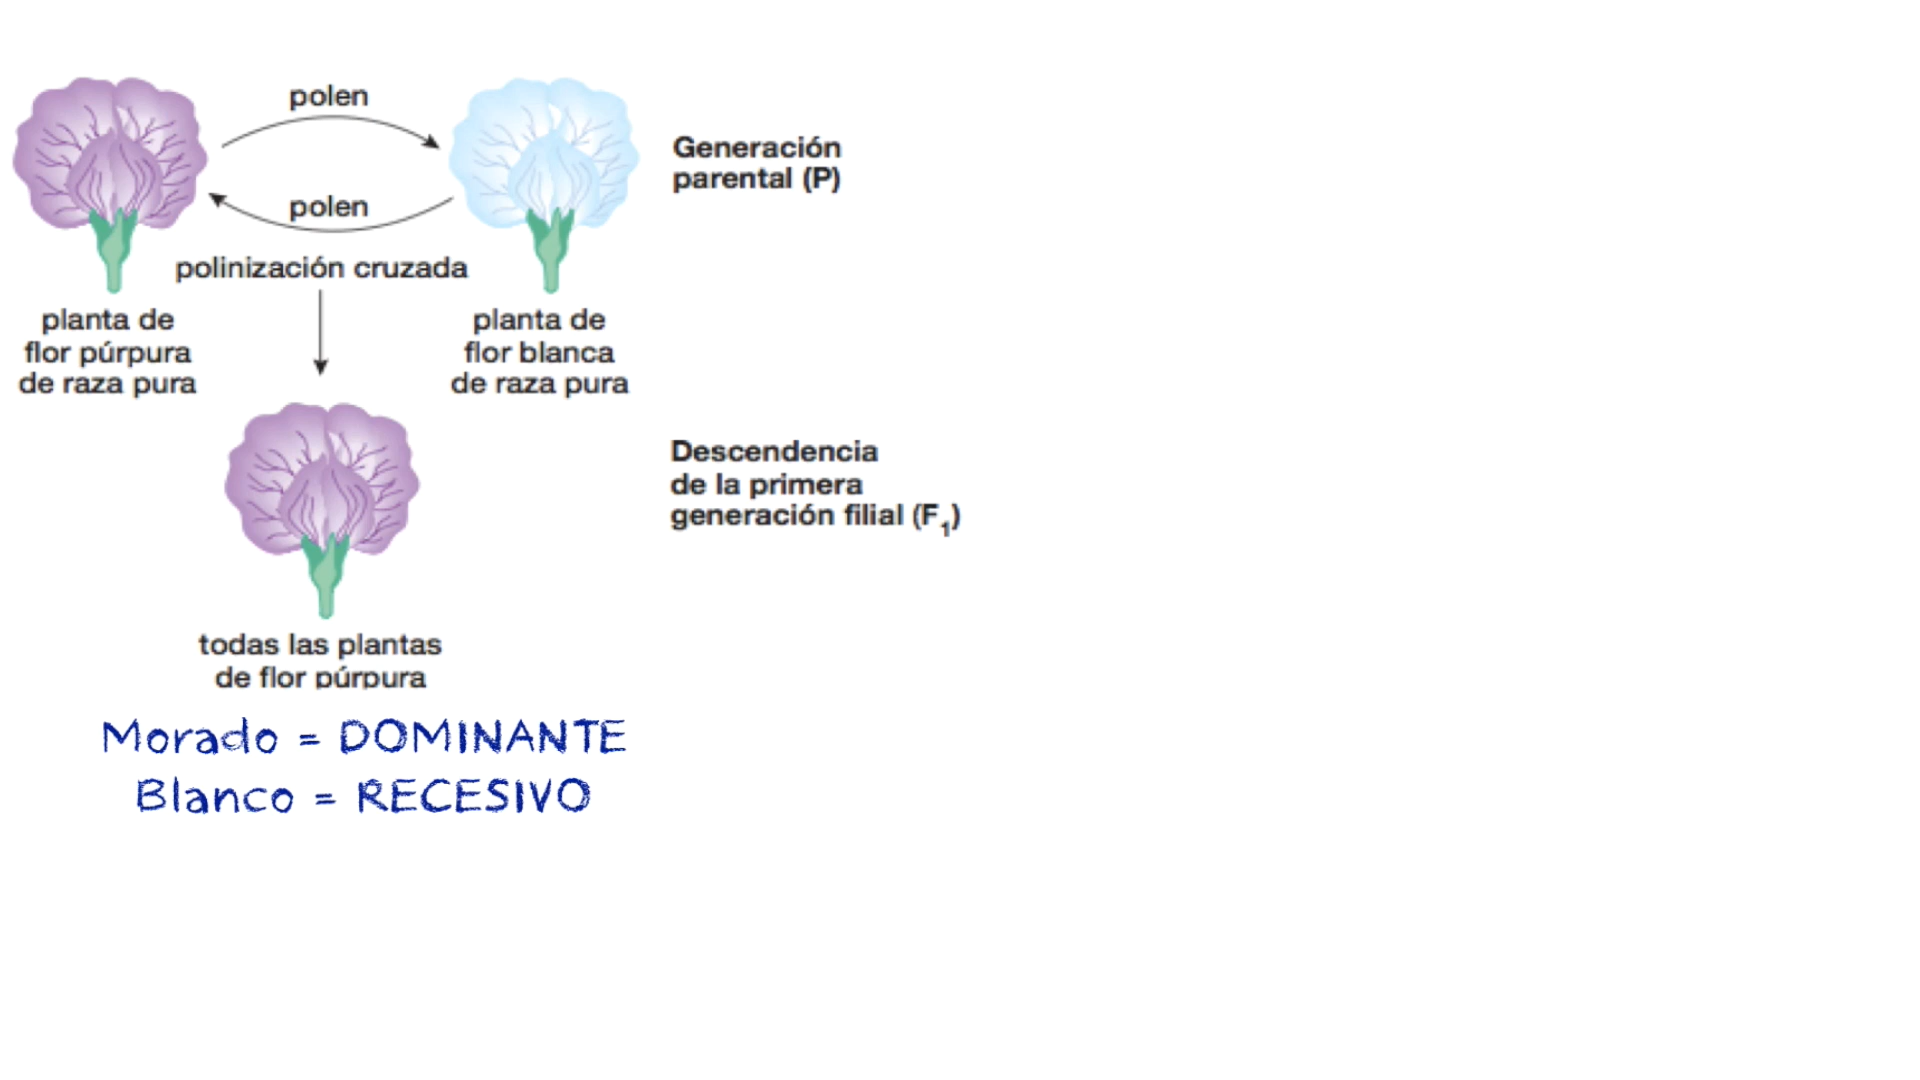 polen
Generación
parental (P)
polen
polinización cruzada
planta de
flor púrpura
de raza pura
planta de
flor blanca
de raza pura
Descendencia
de la primera
generación filial (F₁)
todas las plantas
de flor púrpura
Morado = DOMINANTE
Blanco = RECESIVO